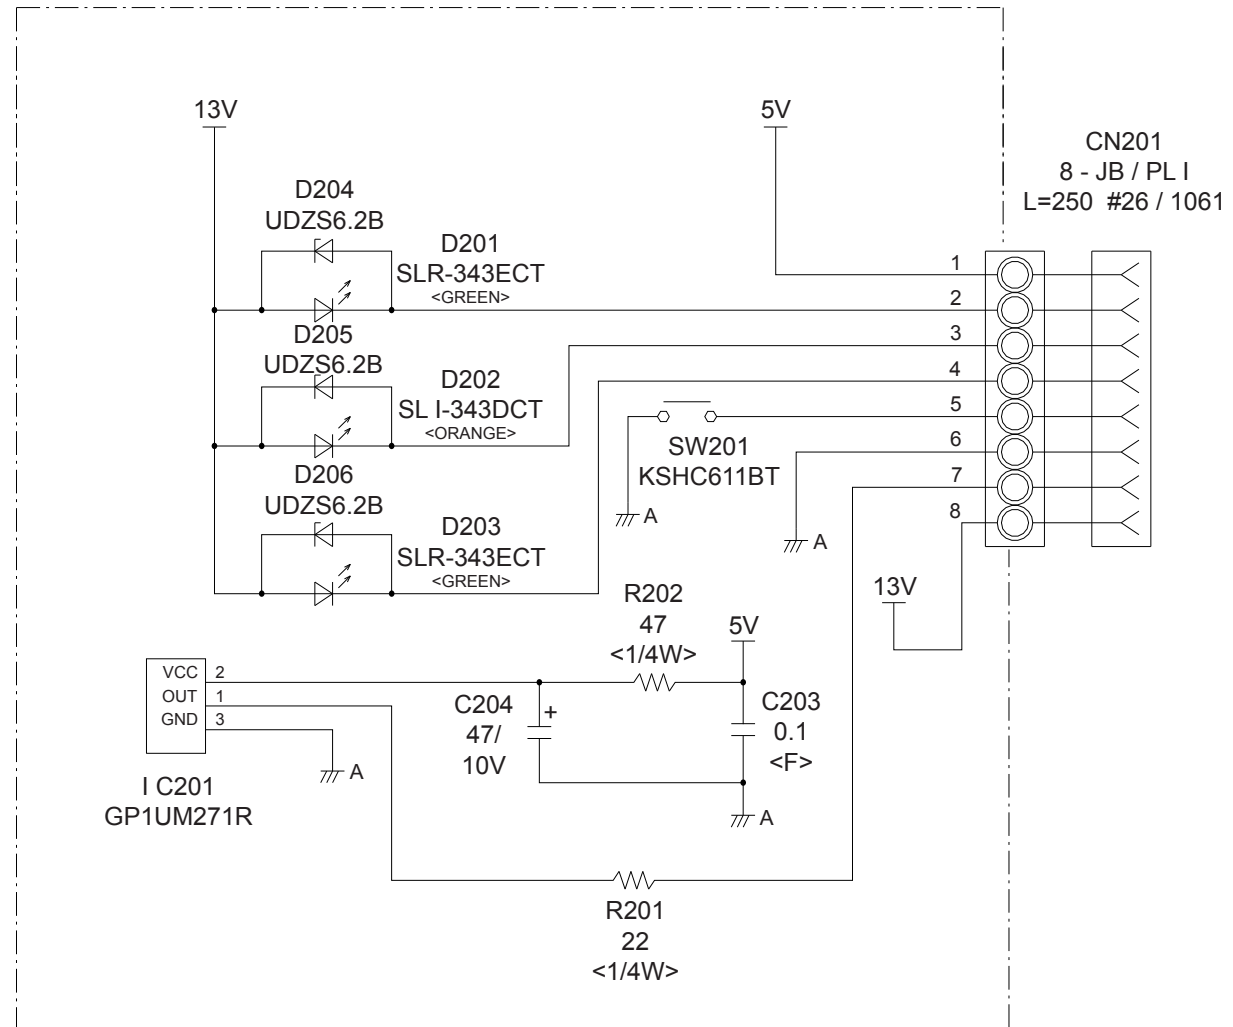 13V
5V
CN201
8 - JB / PL I
L=250 #26 / 1061
D204
UDZS6.2B
D201
SLR-343ECT
<GREEN>
D205
UDZS6.2B
D202
SL I-343DCT
<ORANGE>
D206
UDZS6.2B
D203
SLR-343ECT
<GREEN>
1
2
3
4
5
6
7
8
SW201
KSHC611BT
A
A
13V
R202
47
<1/4W>
5V
VCC 2
OUT 1
GND 3
A
I C201
GP1UM271R
C204
+
47/
10V
C203
0.1
<F>
A
R201
22
<1/4W>